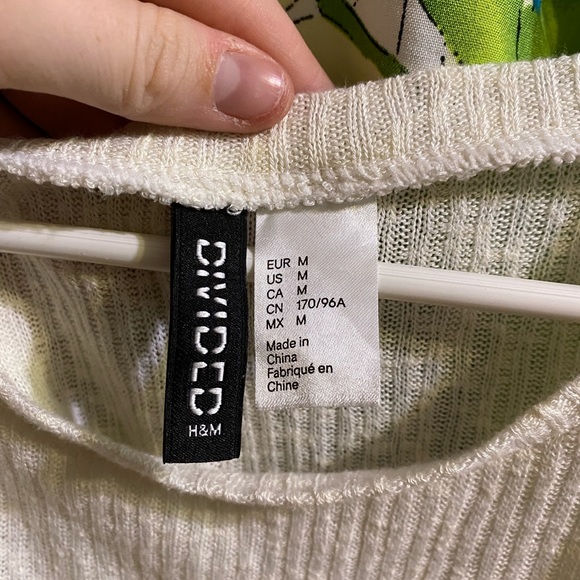 DIVIDED
H&M
EUR M
US M
CA M
CN 170/96A
MX M
Made in
China
Fabriqué en
Chine